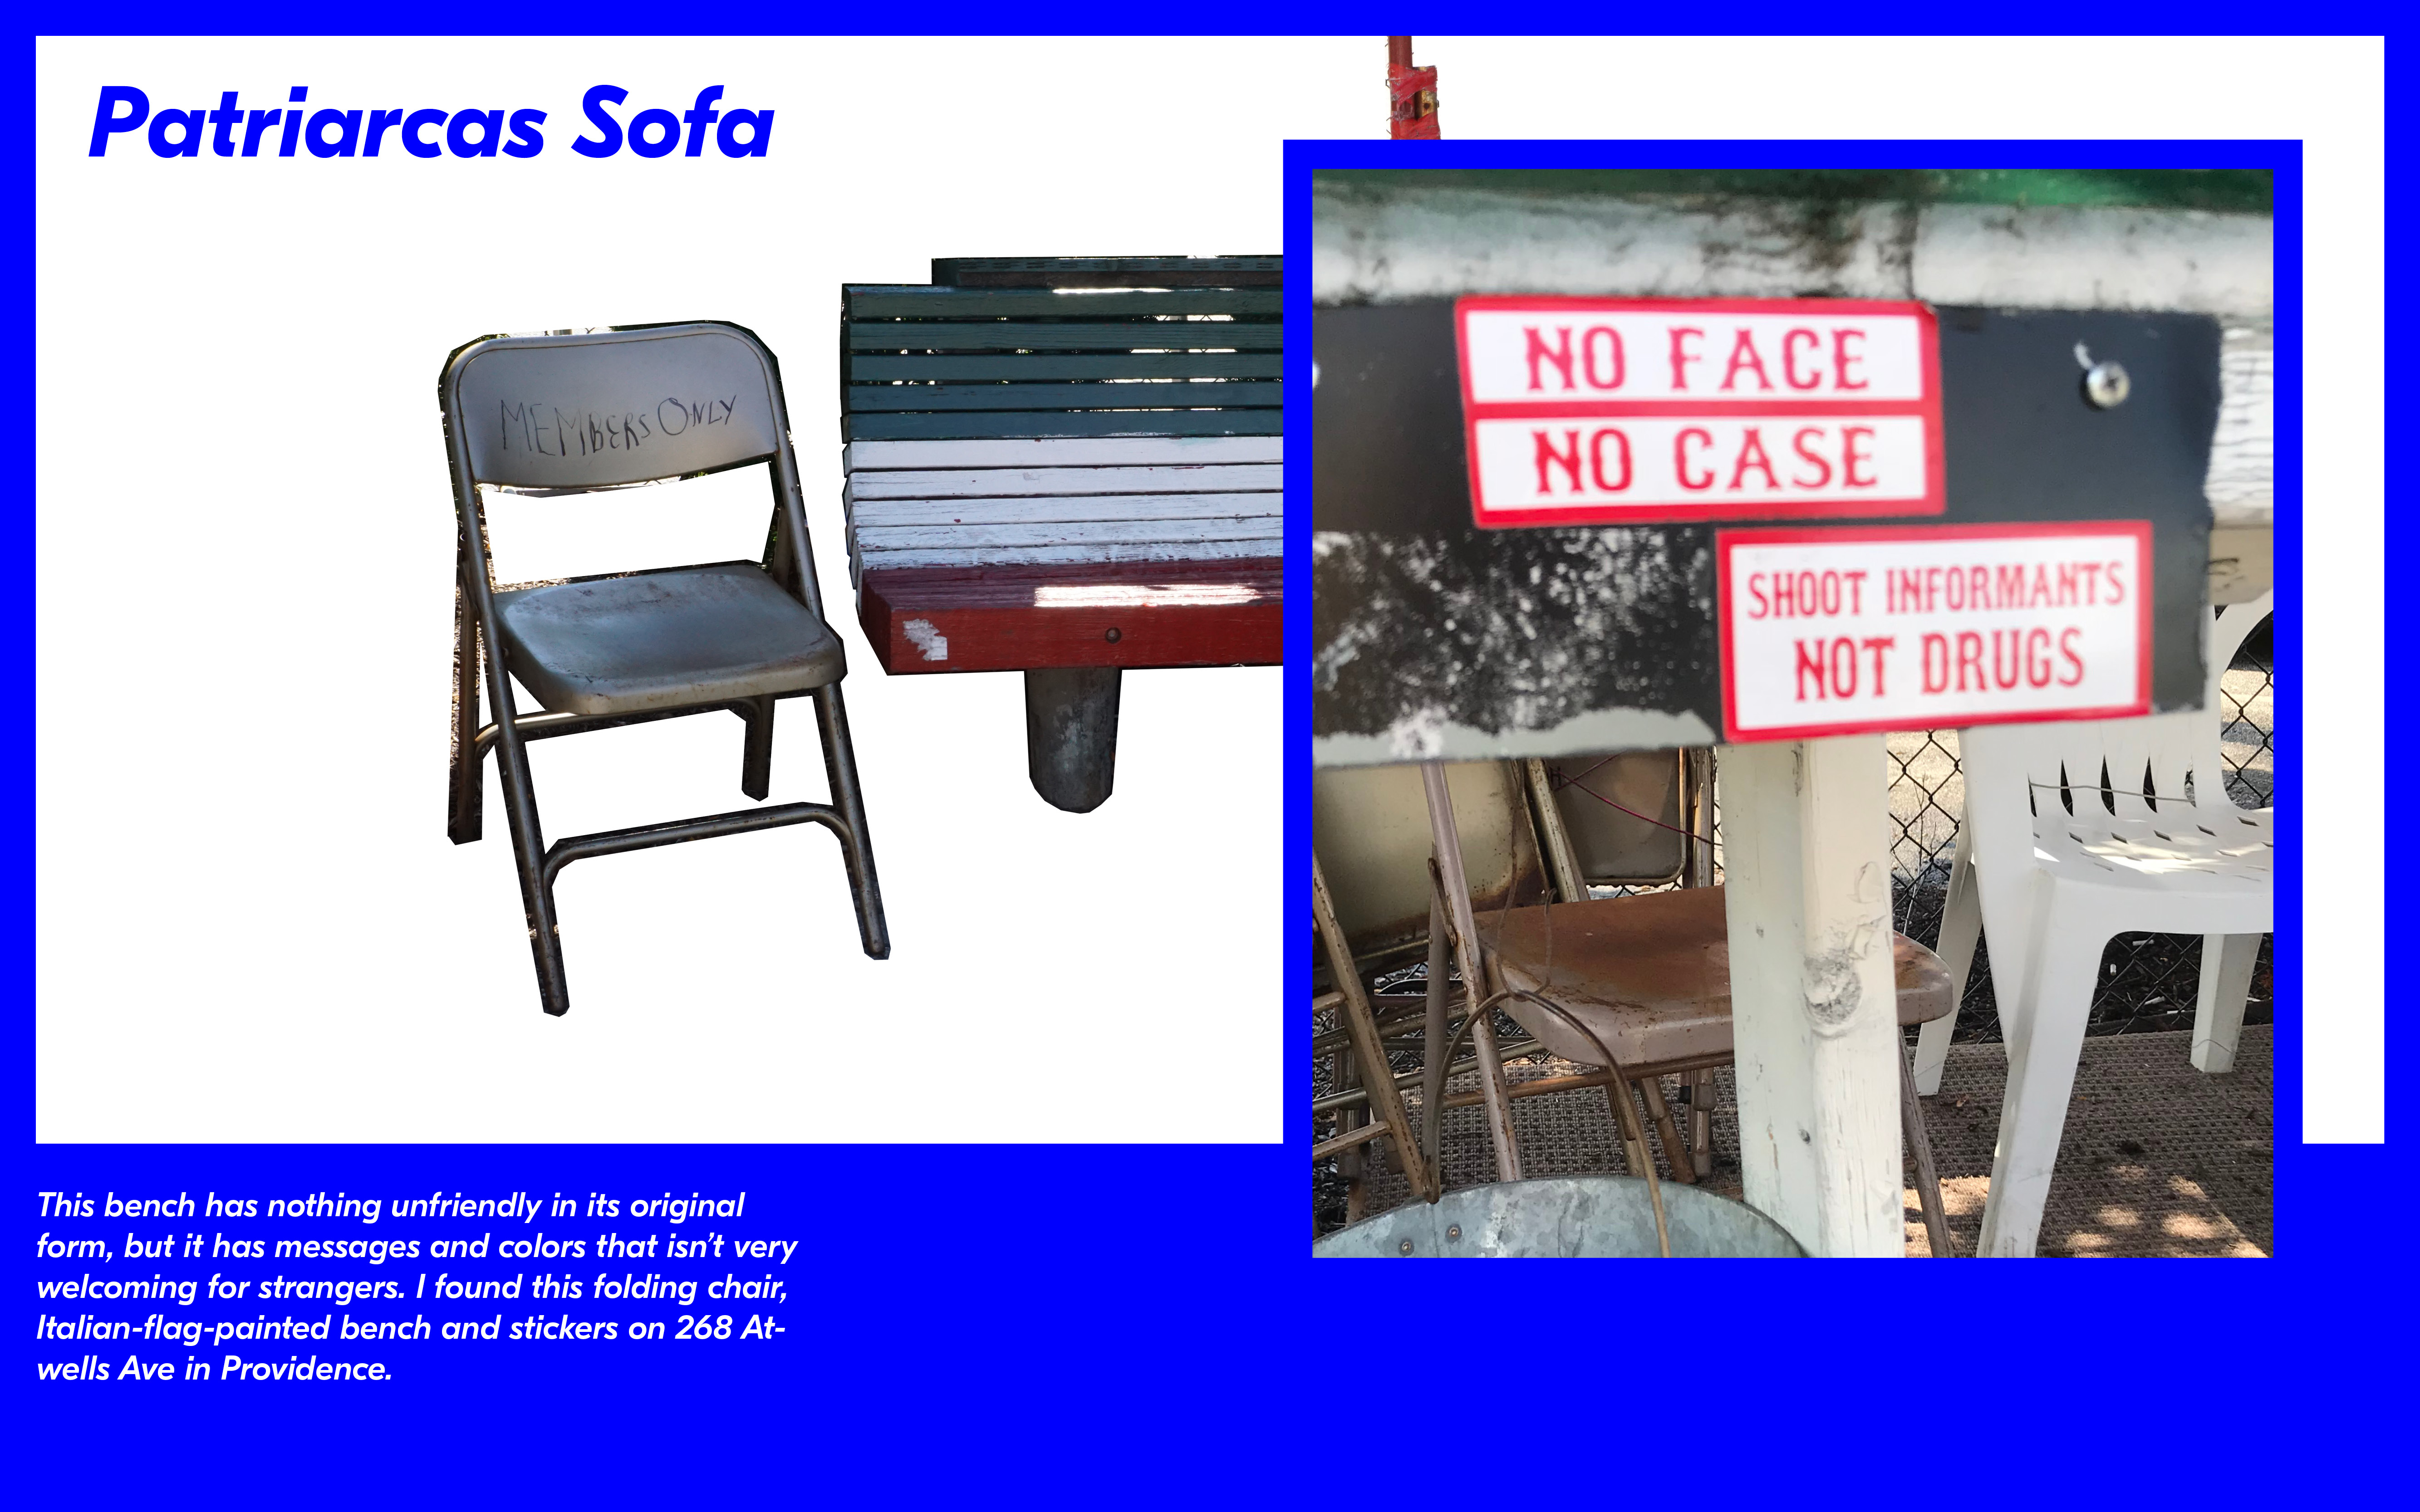 Patriarcas Sofa
MEMBERS ONLY
NO FACE
NO CASE
SHOOT INFORMANTS
NOT DRUGS
This bench has nothing unfriendly in its original
form, but it has messages and colors that isn’t very
welcoming for strangers. I found this folding chair,
Italian-flag-painted bench and stickers on 268 At-
wells Ave in Providence.